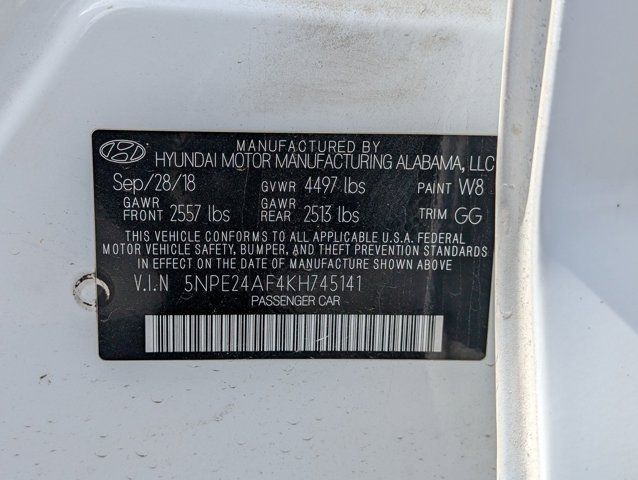 MANUFACTURED BY
HYUNDAI MOTOR MANUFACTURING ALABAMA, LLC
Sep/28/18 GVWR 4497 lbs PAINT W8
GAWR FRONT 2557 lbs GAWR REAR 2513 lbs TRIM GG
THIS VEHICLE CONFORMS TO ALL APPLICABLE U.S.A. FEDERAL
MOTOR VEHICLE SAFETY, BUMPER, AND THEFT PREVENTION STANDARDS
IN EFFECT ON THE DATE OF MANUFACTURE SHOWN ABOVE
V.I.N 5NPE24AF4KH745141
PASSENGER CAR